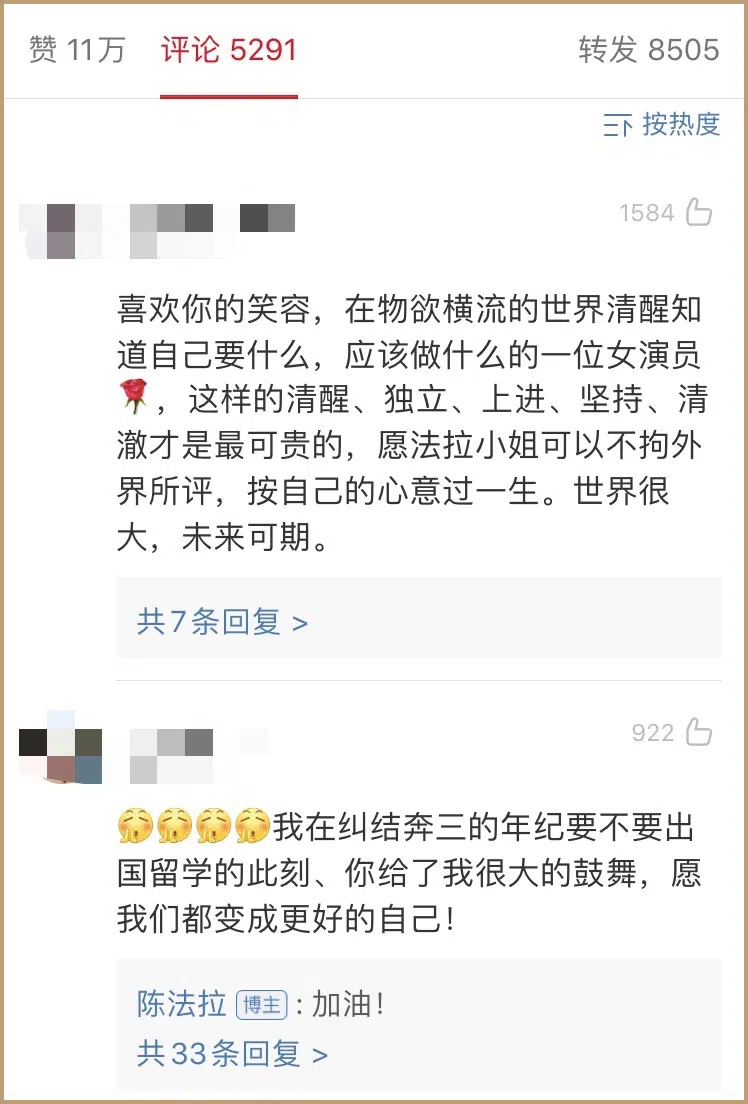 赞 11万 评论 5291 转发 8505
按热度
1584
喜欢你的笑容，在物欲横流的世界清醒知
道自己要什么，应该做什么的一位女演员
🌹，这样的清醒、独立、上进、坚持、清
澈才是最可贵的，愿法拉小姐可以不拘外
界所评，按自己的心意过一生。世界很
大，未来可期。
共7条回复 >
922
我在纠结奔三的年纪要不要出
国留学的此刻、你给了我很大的鼓舞，愿
我们都变成更好的自己！
陈法拉 博主：加油！
共33条回复 >